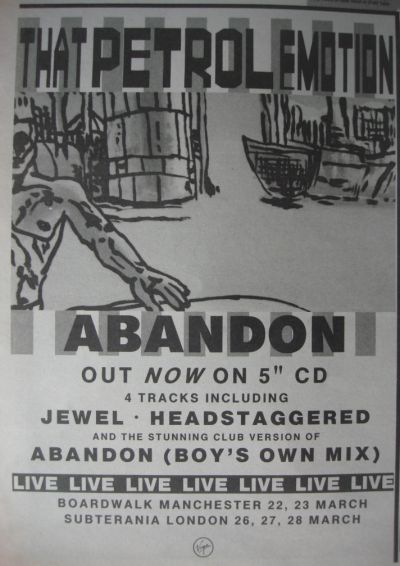 THAT PETROL EMOTION
ABANDON
OUT NOW ON 5" CD
4 TRACKS INCLUDING
JEWEL · HEADSTAGGERED
AND THE STUNNING CLUB VERSION OF
ABANDON (BOY'S OWN MIX)
LIVE LIVE LIVE LIVE LIVE LIVE LIVE
BOARDWALK MANCHESTER 22, 23 MARCH
SUBTERANIA LONDON 26, 27, 28 MARCH
Virgin